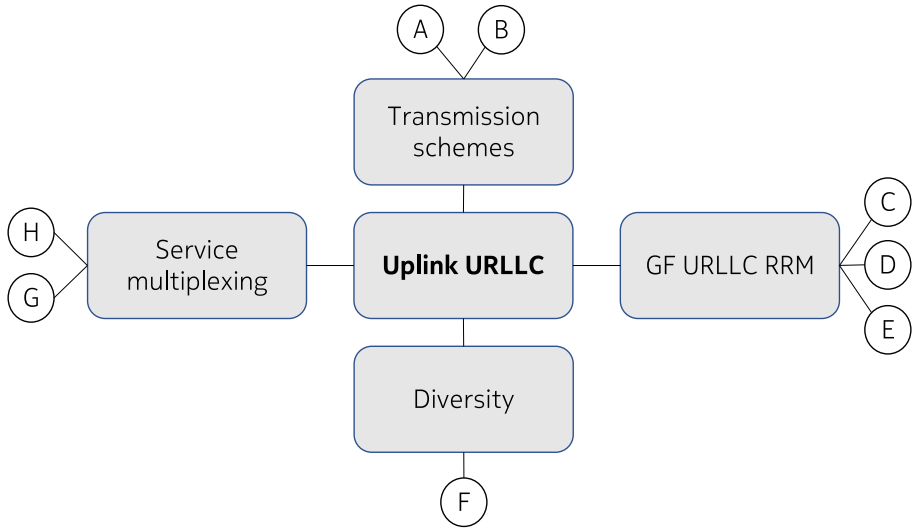 A
B
Transmission
schemes
H
G
Service
multiplexing
Uplink URLLC
GF URLLC RRM
C
D
E
Diversity
F